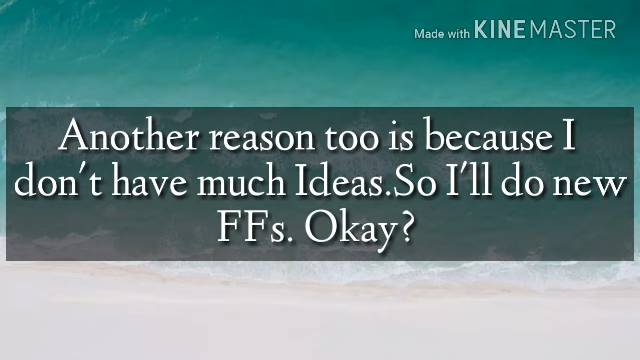 Made with KINEMASTER
Another reason too is because I
don't have much Ideas.So I'll do new
FFs. Okay?